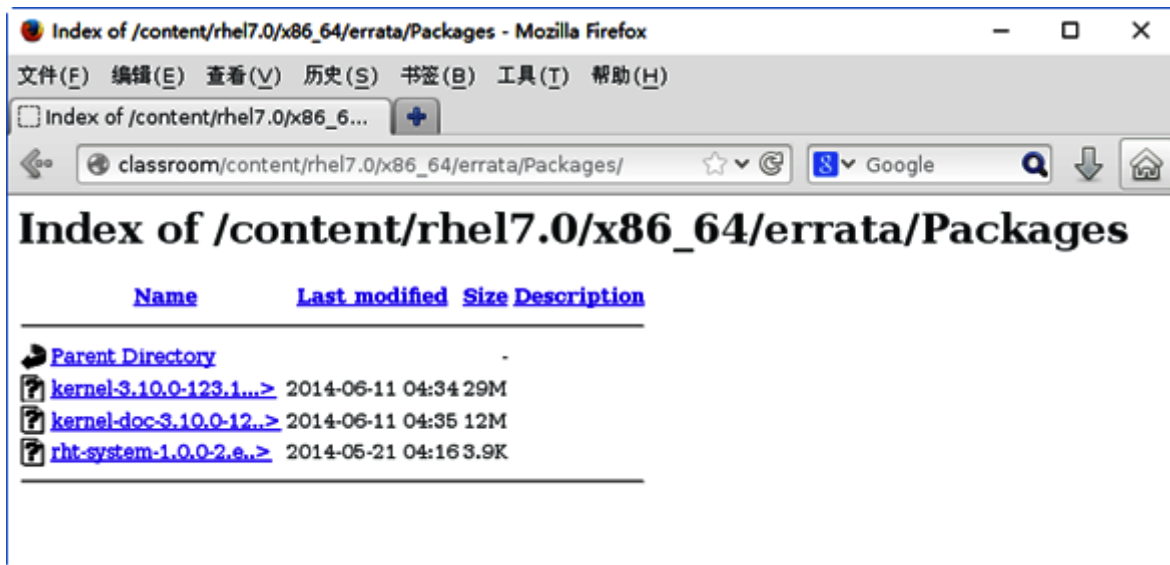 Index of /content/rhel7.0/x86_64/errata/Packages - Mozilla Firefox
文件(F) 编辑(E) 查看(V) 历史(S) 书签(B) 工具(T) 帮助(H)
Index of /content/rhel7.0/x86_6...
classroom/content/rhel7.0/x86_64/errata/Packages/ 8 Google
Index of /content/rhel7.0/x86_64/errata/Packages
Name Last modified Size Description
Parent Directory -
kernel-3.10.0-123.1...> 2014-06-11 04:34 29M
kernel-doc-3.10.0-12..> 2014-06-11 04:35 12M
rht-system-1.0.0-2.e..> 2014-05-21 04:16 3.9K